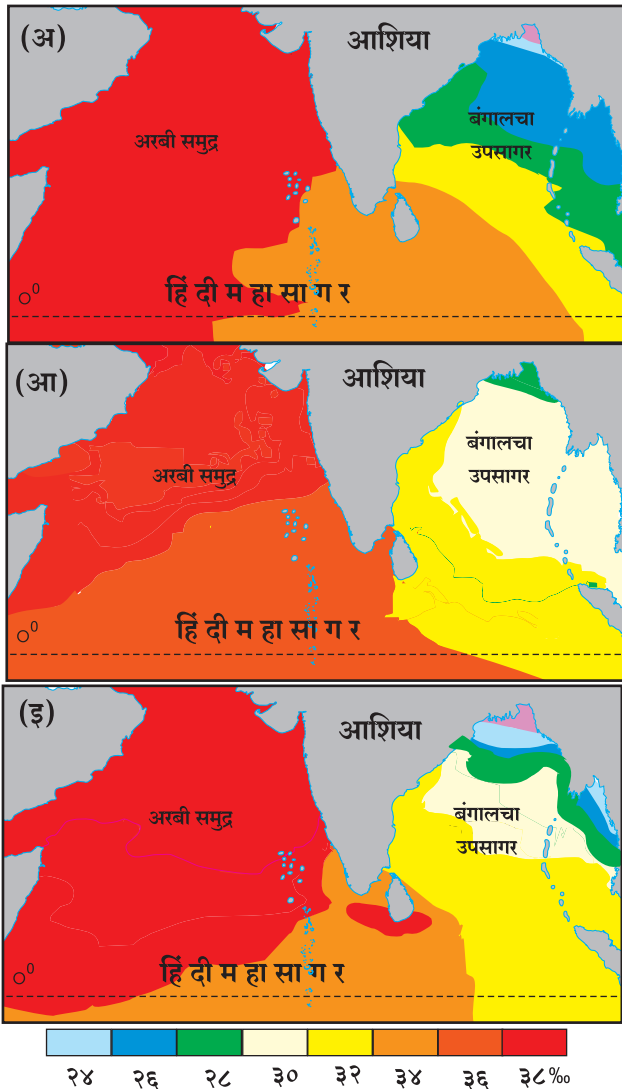 (अ)
आशिया
अरबी समुद्र
बंगालचा
उपसागर
हिंदी महासागर
०⁰
(आ)
आशिया
अरबी समुद्र
बंगालचा
उपसागर
हिंदी महासागर
०⁰
(इ)
आशिया
अरबी समुद्र
बंगालचा
उपसागर
हिंदी महासागर
०⁰
२४ २६ २८ ३० ३२ ३४ ३६ ३८‰